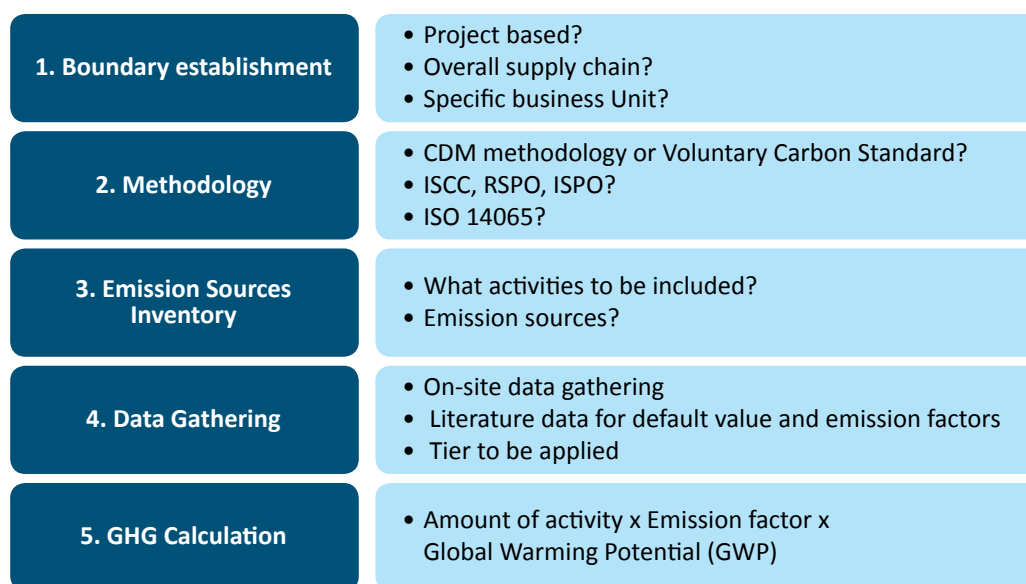 1. Boundary establishment
• Project based?
• Overall supply chain?
• Specific business Unit?
2. Methodology
• CDM methodology or Voluntary Carbon Standard?
• ISCC, RSPO, ISPO?
• ISO 14065?
3. Emission Sources
Inventory
• What activities to be included?
• Emission sources?
4. Data Gathering
• On-site data gathering
• Literature data for default value and emission factors
• Tier to be applied
5. GHG Calculation
• Amount of activity x Emission factor x
Global Warming Potential (GWP)